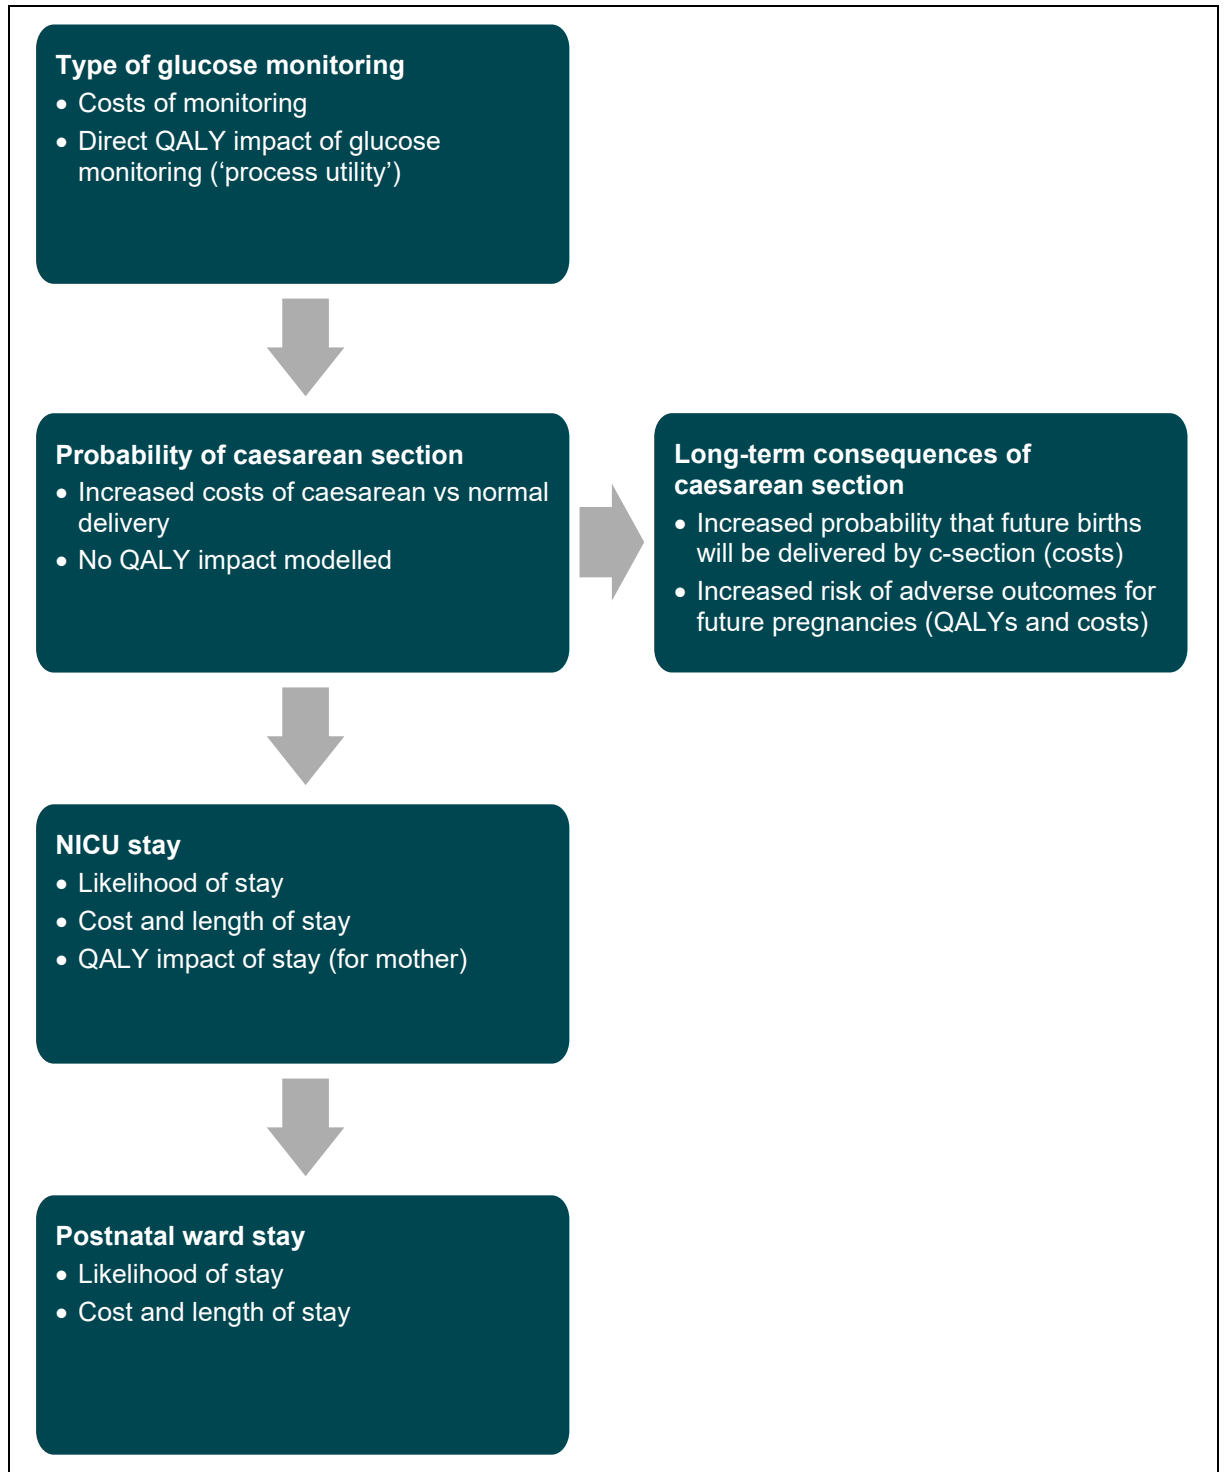 Type of glucose monitoring
• Costs of monitoring
• Direct QALY impact of glucose
monitoring (‘process utility’)
Probability of caesarean section
• Increased costs of caesarean vs normal
delivery
• No QALY impact modelled
Long-term consequences of
caesarean section
• Increased probability that future births
will be delivered by c-section (costs)
• Increased risk of adverse outcomes for
future pregnancies (QALYs and costs)
NICU stay
• Likelihood of stay
• Cost and length of stay
• QALY impact of stay (for mother)
Postnatal ward stay
• Likelihood of stay
• Cost and length of stay